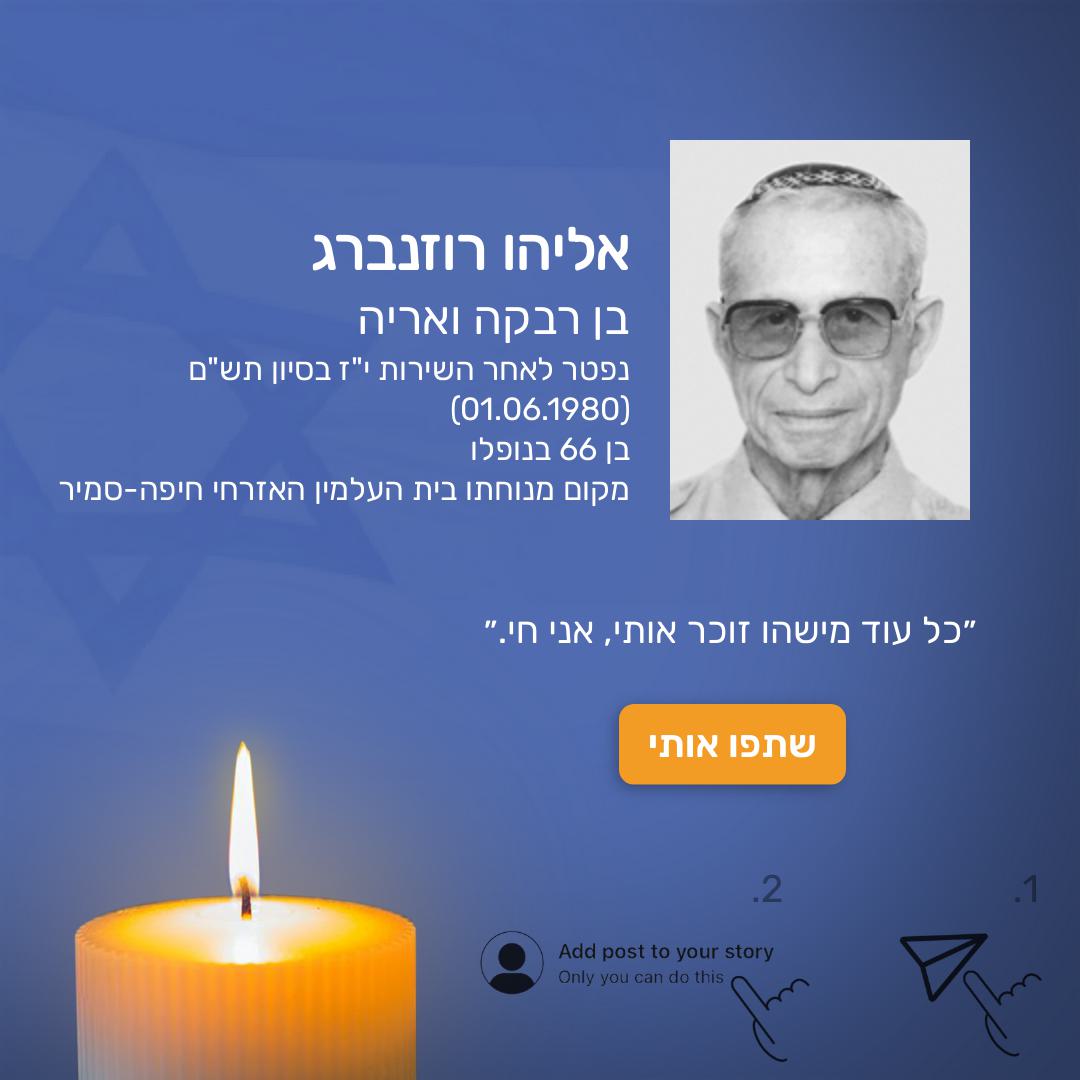 אליהו רוזנברג
בן רבקה ואריה
נפטר לאחר השירות י"ז בסיון תש"ם
(01.06.1980)
בן 66 בנופלו
מקום מנוחתו בית העלמין האזרחי חיפה-סמיר
״כל עוד מישהו זוכר אותי, אני חי.״
שתפו אותי
1.
2.
Add post to your story
Only you can do this